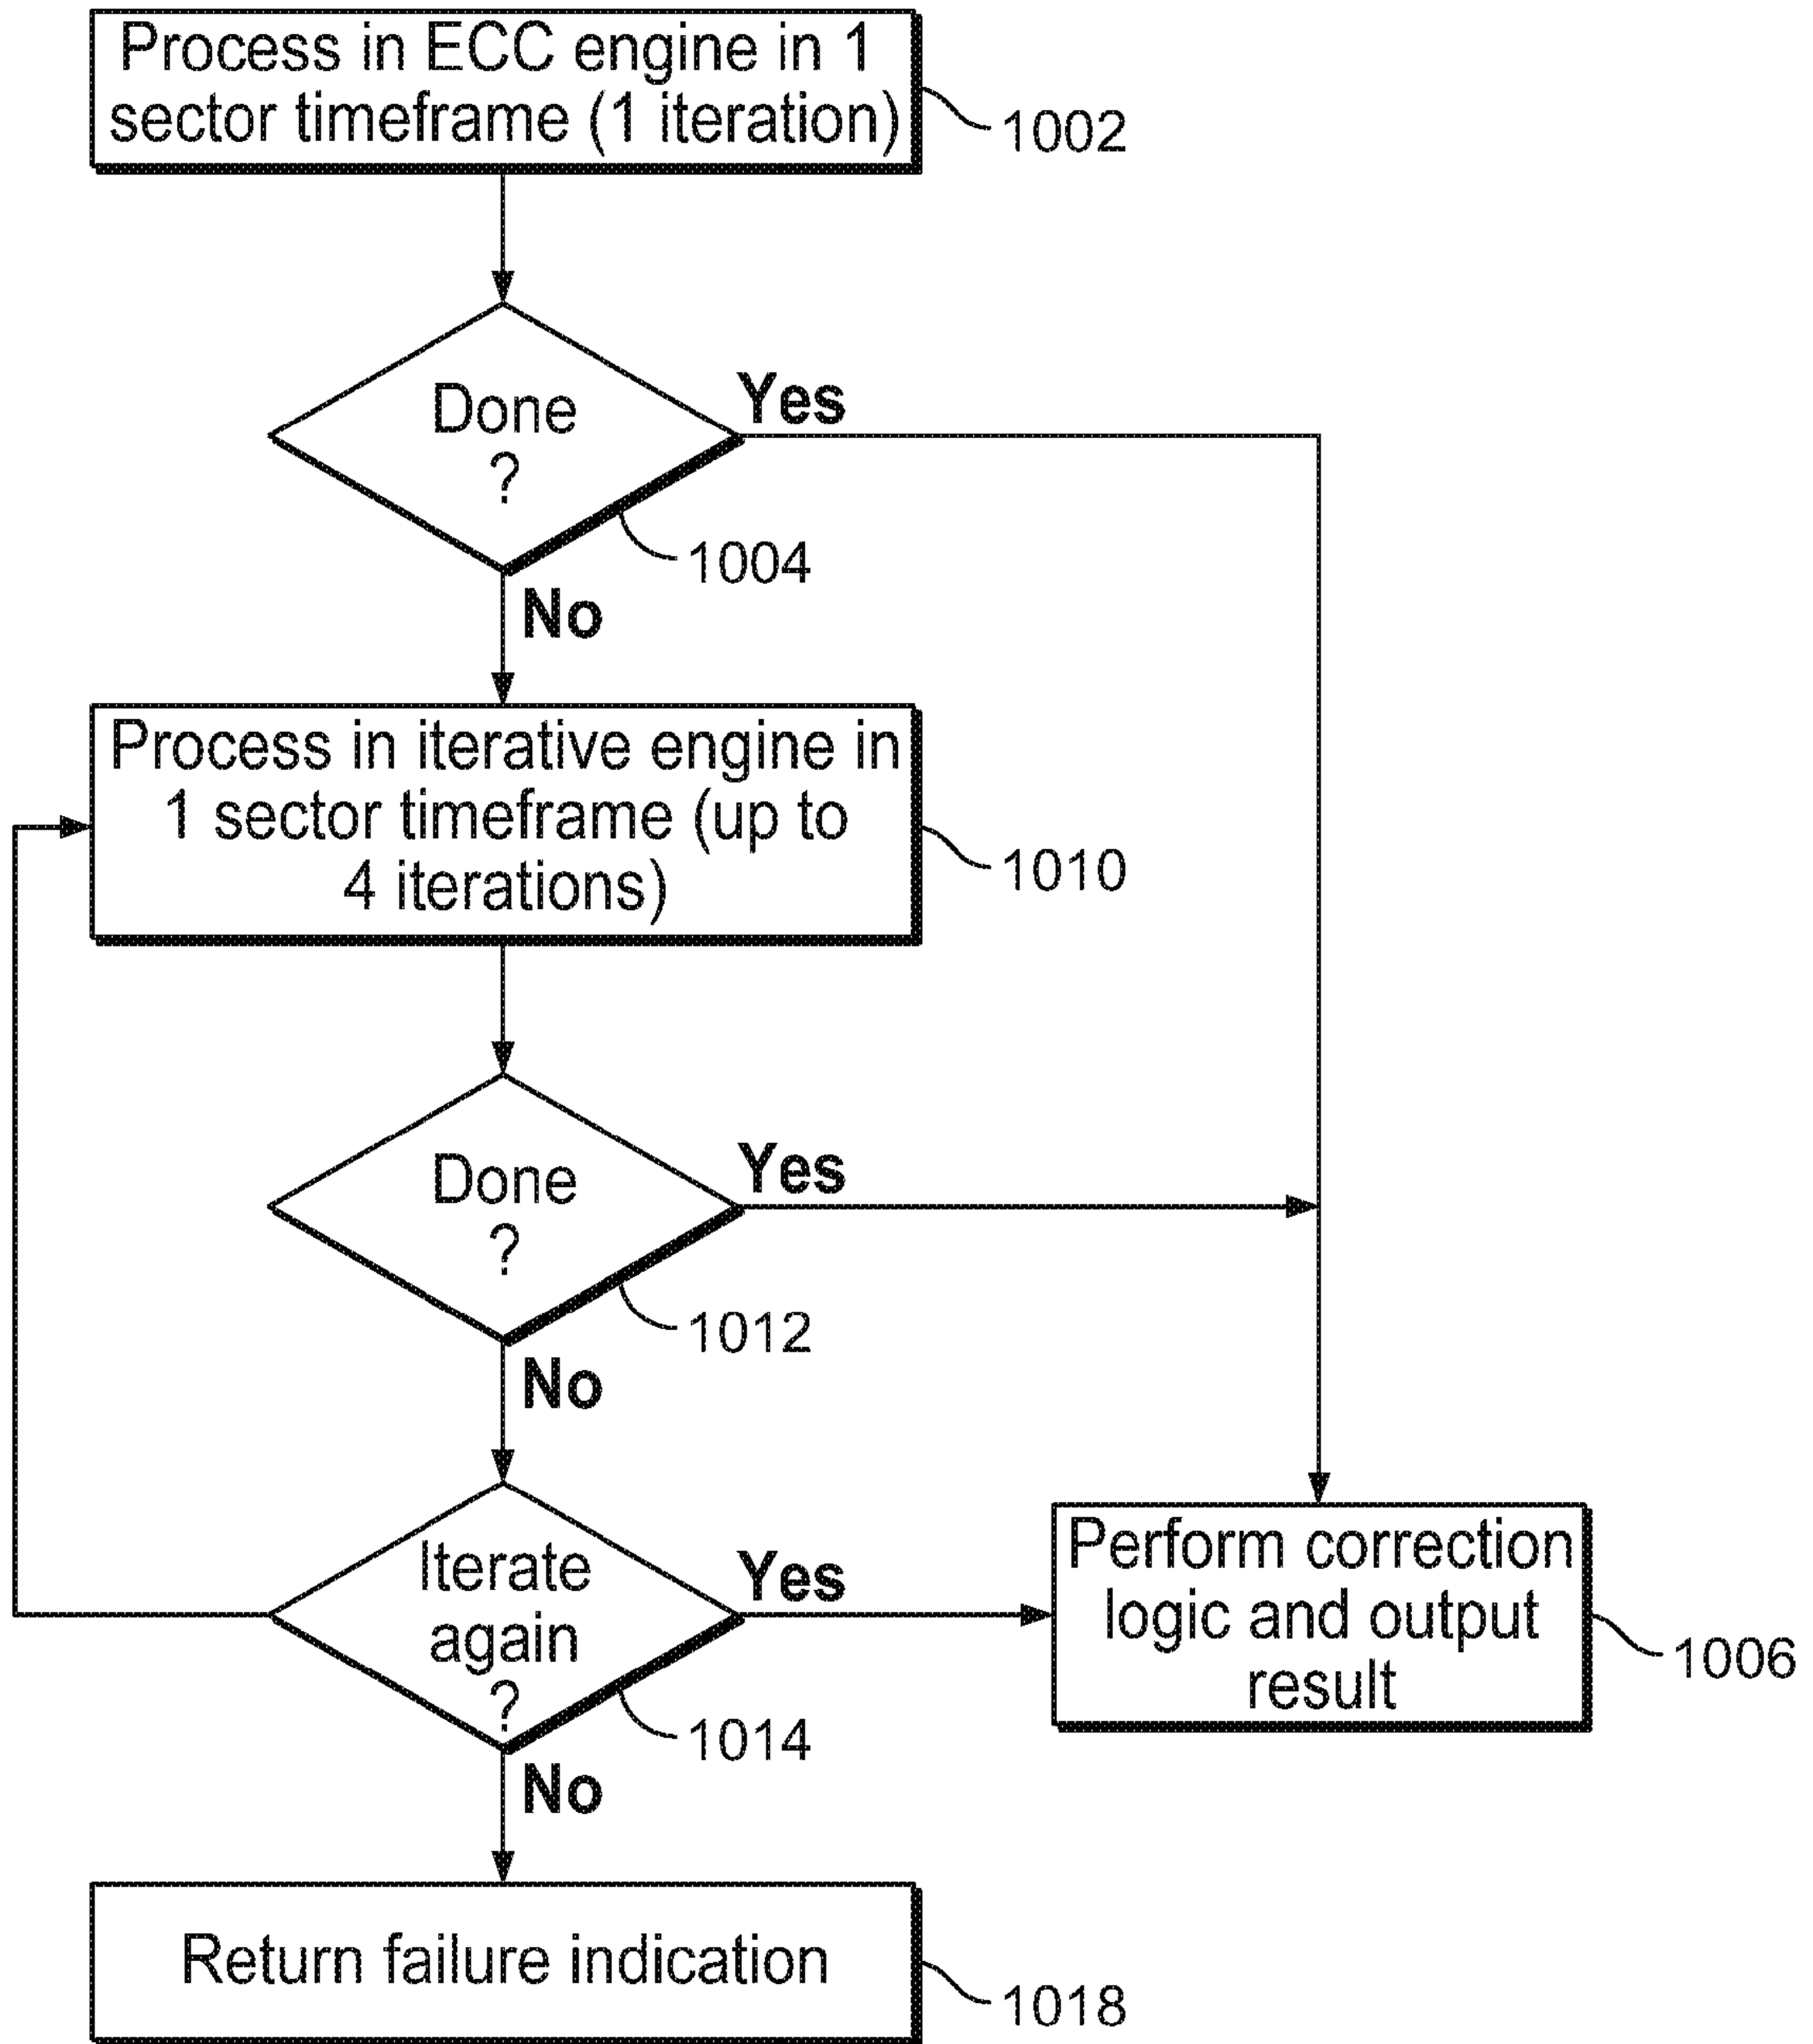 Process in ECC engine in 1
sector timeframe (1 iteration)
1002
Done
?
Yes
1004
No
Process in iterative engine in
1 sector timeframe (up to
4 iterations)
1010
Done
?
Yes
1012
No
Iterate
again
?
Yes
1014
No
Perform correction
logic and output
result
1006
Return failure indication
1018